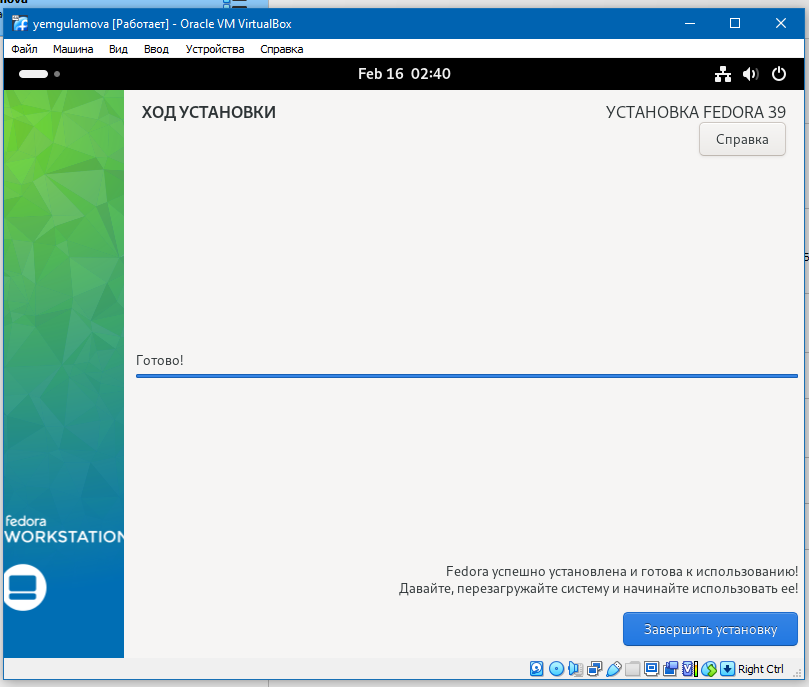 yemgulamova [Работает] - Oracle VM VirtualBox
Файл Машина Вид Ввод Устройства Справка
Feb 16 02:40
ХОД УСТАНОВКИ
УСТАНОВКА FEDORA 39
Справка
Готово!
fedora
WORKSTATION
Fedora успешно установлена и готова к использованию!
Давайте, перезагружайте систему и начинайте использовать ее!
Завершить установку
Right Ctrl